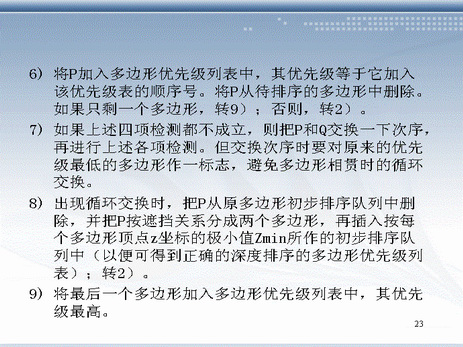 6) 将P加入多边形优先级列表中，其优先级等于它加入
该优先级表的顺序号。将P从待排序的多边形中删除。
如果只剩一个多边形，转9）；否则，转2）。
7) 如果上述四项检测都不成立，则把P和Q交换一下次序，
再进行上述各项检测。但交换次序时要对原来的优先
级最低的多边形作一标志，避免多边形相贯时的循环
交换。
8) 出现循环交换时，把P从原多边形初步排序队列中删
除，并把P按遮挡关系分成两个多边形，再插入按每
个多边形顶点z坐标的极小值Zmin所作的初步排序队
列中（以便可得到正确的深度排序的多边形优先级列
表）；转2）。
9) 将最后一个多边形加入多边形优先级列表中，其优先
级最高。
23